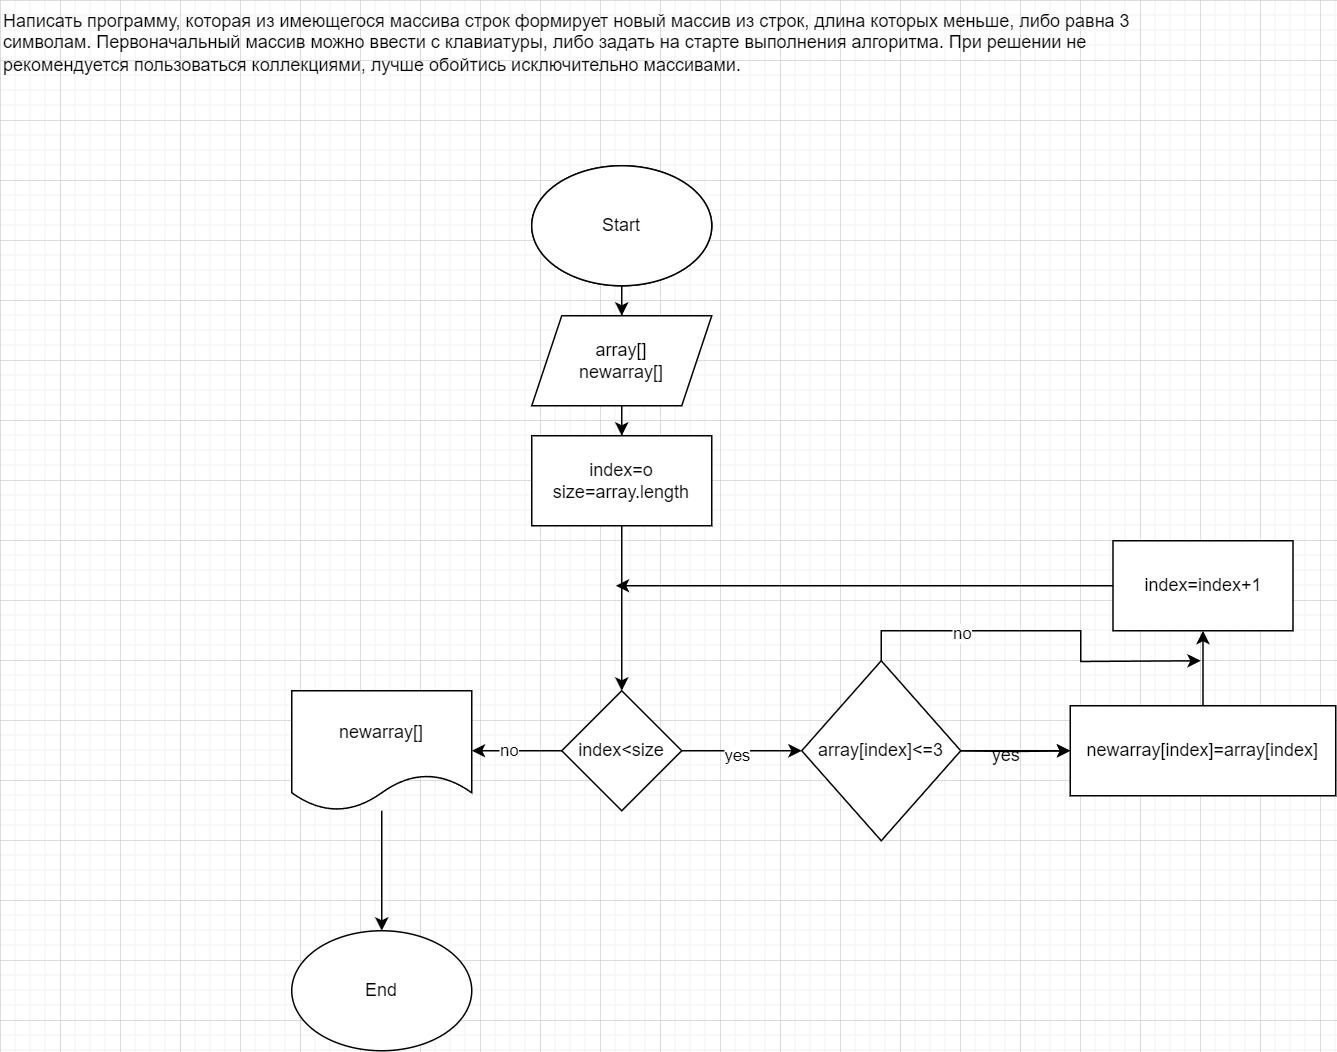 Написать программу, которая из имеющегося массива строк формирует новый массив из строк, длина которых меньше, либо равна 3
символам. Первоначальный массив можно ввести с клавиатуры, либо задать на старте выполнения алгоритма. При решении не
рекомендуется пользоваться коллекциями, лучше обойтись исключительно массивами.
Start
array[]
newarray[]
index=o
size=array.length
index=index+1
no
newarray[]
no
index<size
yes
array[index]<=3
yes
newarray[index]=array[index]
End